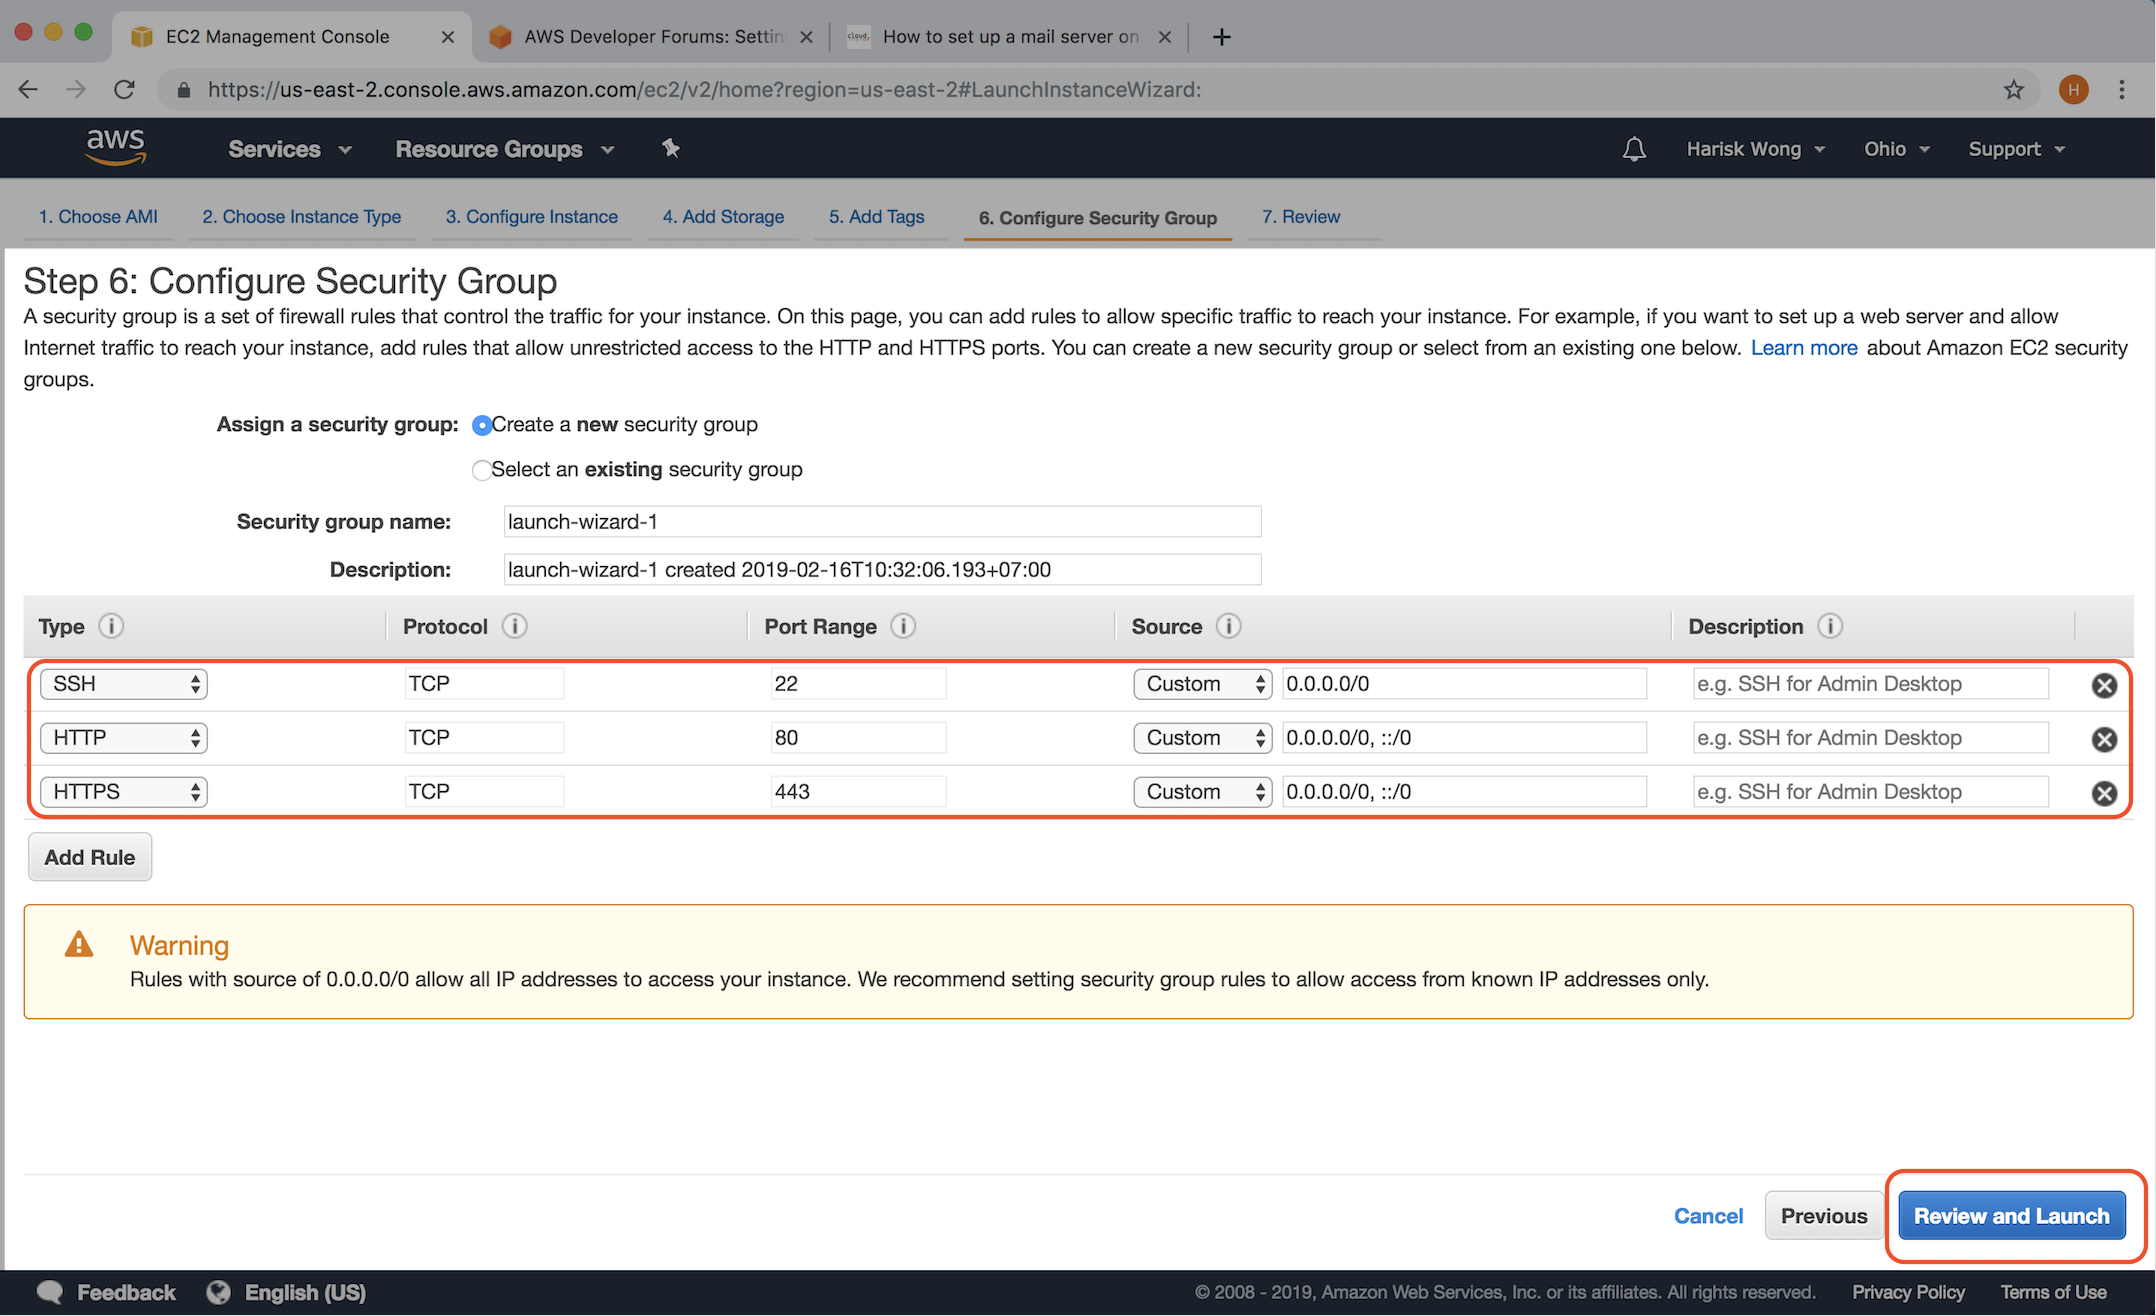 EC2 Management Console
AWS Developer Forums: Settin
cloud
How to set up a mail server on
https://us-east-2.console.aws.amazon.com/ec2/v2/home?region=us-east-2#LaunchInstanceWizard:
H
aws
Services
Resource Groups
Harisk Wong
Ohio
Support
1. Choose AMI
2. Choose Instance Type
3. Configure Instance
4. Add Storage
5. Add Tags
6. Configure Security Group
7. Review
Step 6: Configure Security Group
A security group is a set of firewall rules that control the traffic for your instance. On this page, you can add rules to allow specific traffic to reach your instance. For example, if you want to set up a web server and allow
Internet traffic to reach your instance, add rules that allow unrestricted access to the HTTP and HTTPS ports. You can create a new security group or select from an existing one below. Learn more about Amazon EC2 security
groups.
Assign a security group: Create a new security group
Select an existing security group
Security group name: launch-wizard-1
Description: launch-wizard-1 created 2019-02-16T10:32:06.193+07:00
Type i Protocol i Port Range i Source i Description i
SSH TCP 22 Custom 0.0.0.0/0 e.g. SSH for Admin Desktop
HTTP TCP 80 Custom 0.0.0.0/0, ::/0 e.g. SSH for Admin Desktop
HTTPS TCP 443 Custom 0.0.0.0/0, ::/0 e.g. SSH for Admin Desktop
Add Rule
Warning
Rules with source of 0.0.0.0/0 allow all IP addresses to access your instance. We recommend setting security group rules to allow access from known IP addresses only.
Cancel
Previous
Review and Launch
Feedback
English (US)
© 2008 - 2019, Amazon Web Services, Inc. or its affiliates. All rights reserved.
Privacy Policy
Terms of Use